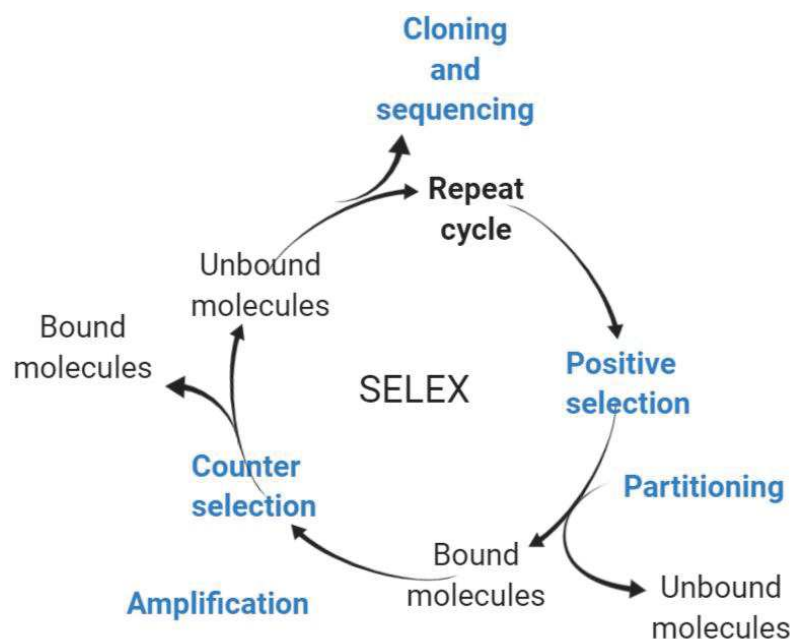 Cloning
and
sequencing
Repeat
cycle
Unbound
molecules
Bound
molecules
SELEX
Positive
selection
Counter
selection
Partitioning
Bound
molecules
Unbound
molecules
Amplification